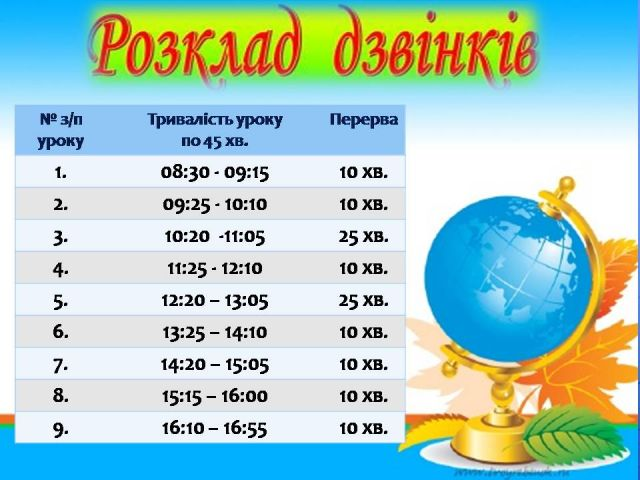 Розклад дзвінків
№ з/п уроку Тривалість уроку по 45 хв. Перерва
1. 08:30 - 09:15 10 хв.
2. 09:25 - 10:10 10 хв.
3. 10:20 -11:05 25 хв.
4. 11:25 - 12:10 10 хв.
5. 12:20 – 13:05 25 хв.
6. 13:25 – 14:10 10 хв.
7. 14:20 – 15:05 10 хв.
8. 15:15 – 16:00 10 хв.
9. 16:10 – 16:55 10 хв.